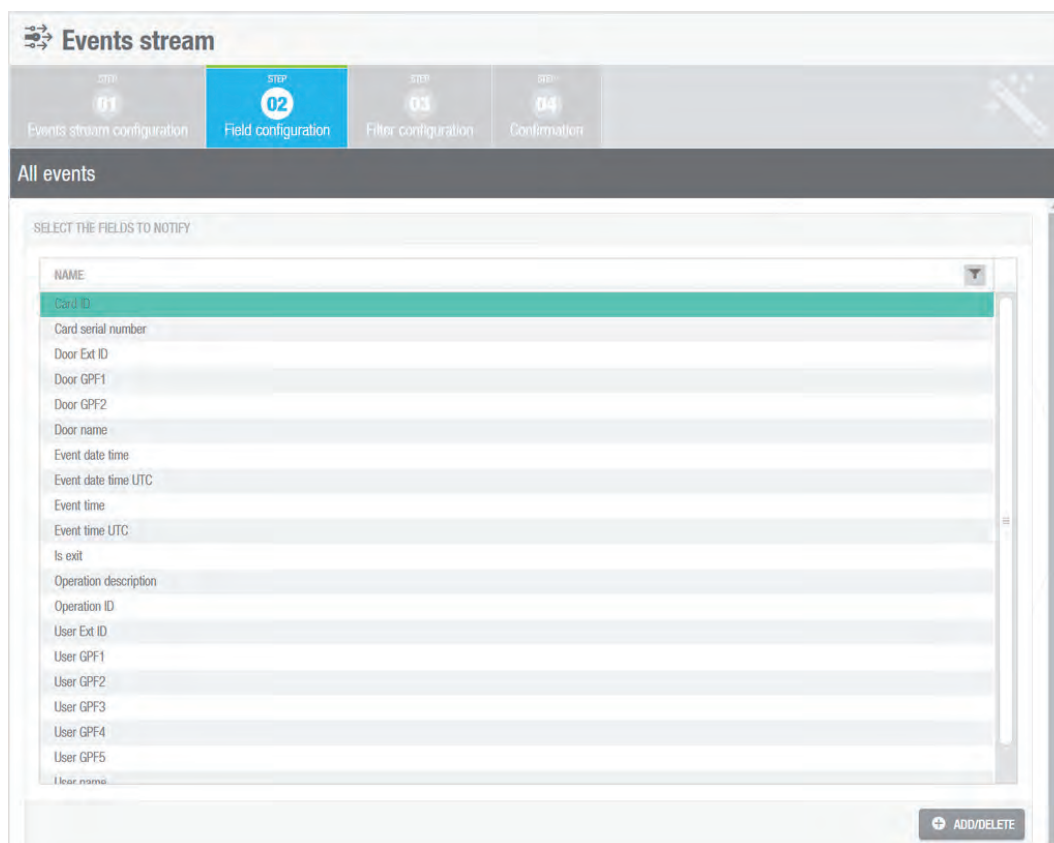 Events stream
STEP STEP STEP STEP
01 02 03 04
Events stream configuration Field configuration Filter configuration Confirmation
All events
SELECT THE FIELDS TO NOTIFY
NAME
Card ID
Card serial number
Door Ext ID
Door GPF1
Door GPF2
Door name
Event date time
Event date time UTC
Event time
Event time UTC
Is exit
Operation description
Operation ID
User Ext ID
User GPF1
User GPF2
User GPF3
User GPF4
User GPF5
User name
ADD/DELETE